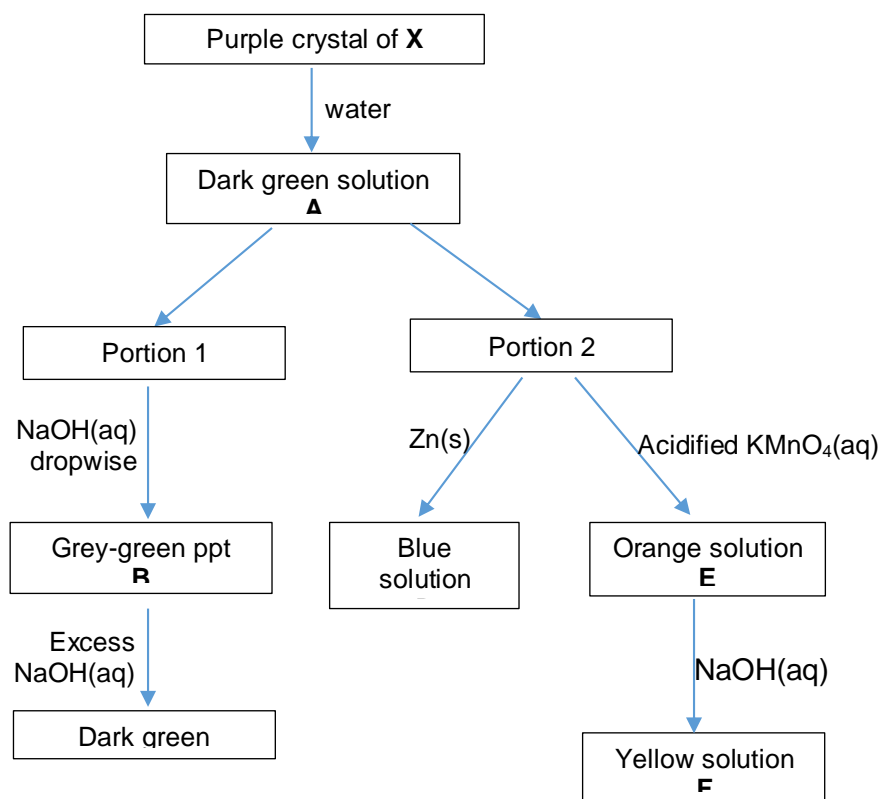 Purple crystal of X
water
Dark green solution
A
Portion 1
Portion 2
NaOH(aq)
dropwise
Zn(s)
Acidified KMnO₄(aq)
Grey-green ppt
B
Blue
solution
Orange solution
E
Excess
NaOH(aq)
NaOH(aq)
Dark green
Yellow solution
F